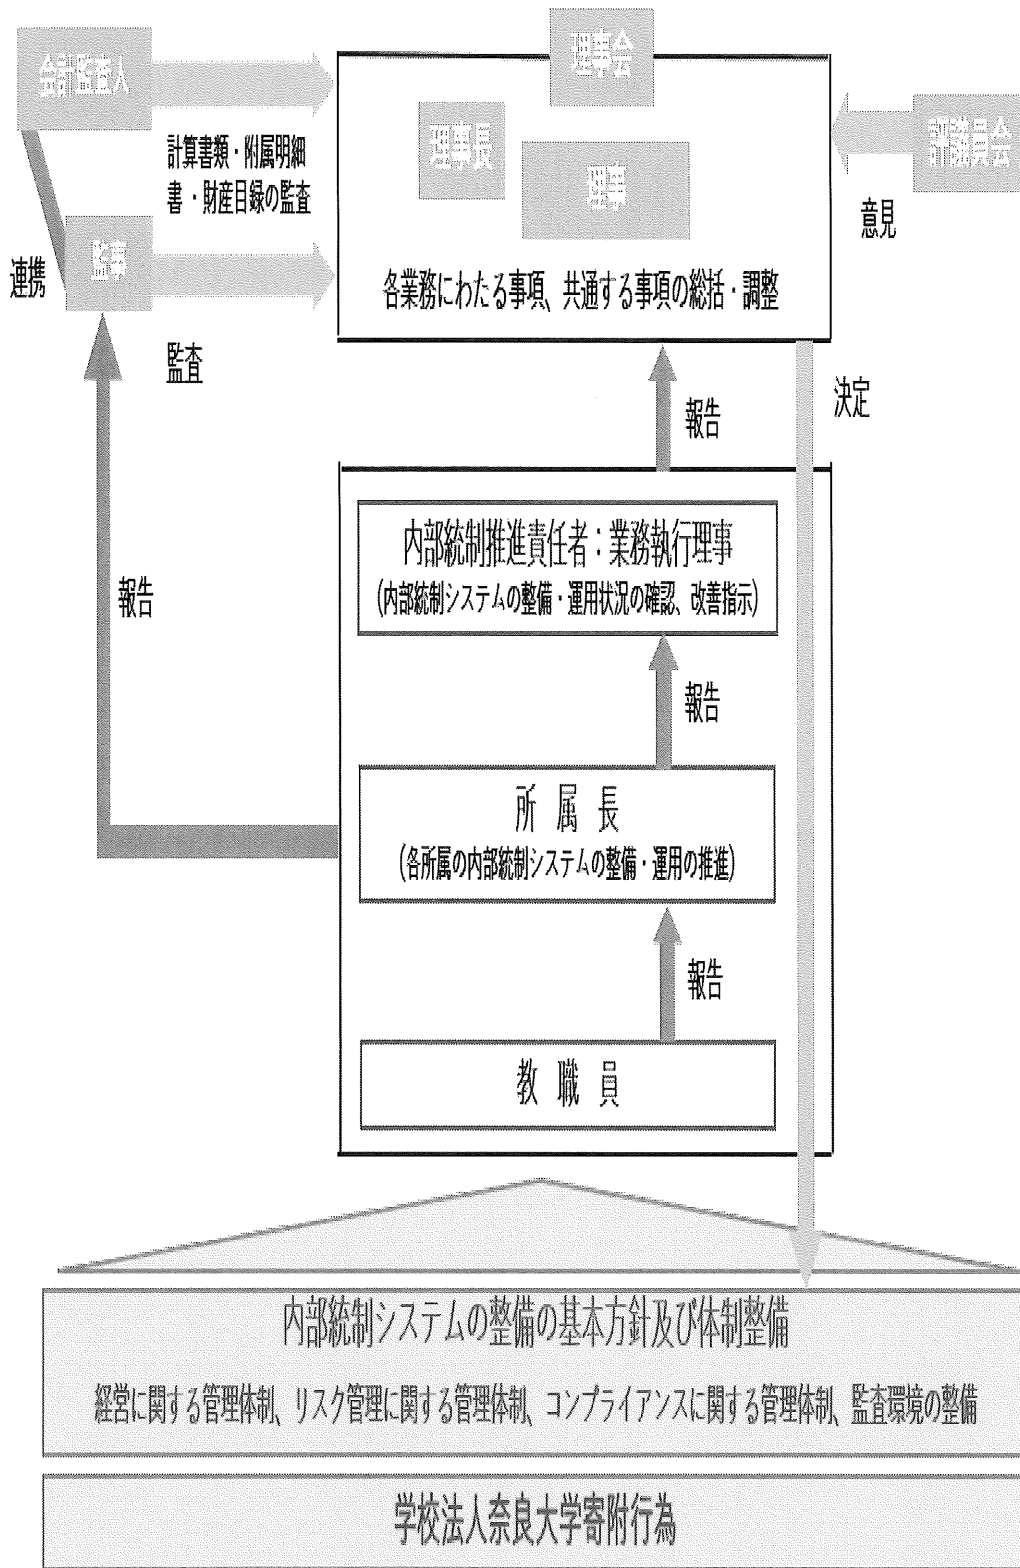 会計監査人
理事会
理事長
理事
評議員会
計算書類・附属明細
書・財産目録の監査
意見
連携
監事
各業務にわたる事項、共通する事項の総括・調整
監査
決定
報告
内部統制推進責任者：業務執行理事
(内部統制システムの整備・運用状況の確認、改善指示)
報告
報告
所 属 長
(各所属の内部統制システムの整備・運用の推進)
報告
教 職 員
内部統制システムの整備の基本方針及び体制整備
経営に関する管理体制、リスク管理に関する管理体制、コンプライアンスに関する管理体制、監査環境の整備
学校法人奈良大学寄附行為